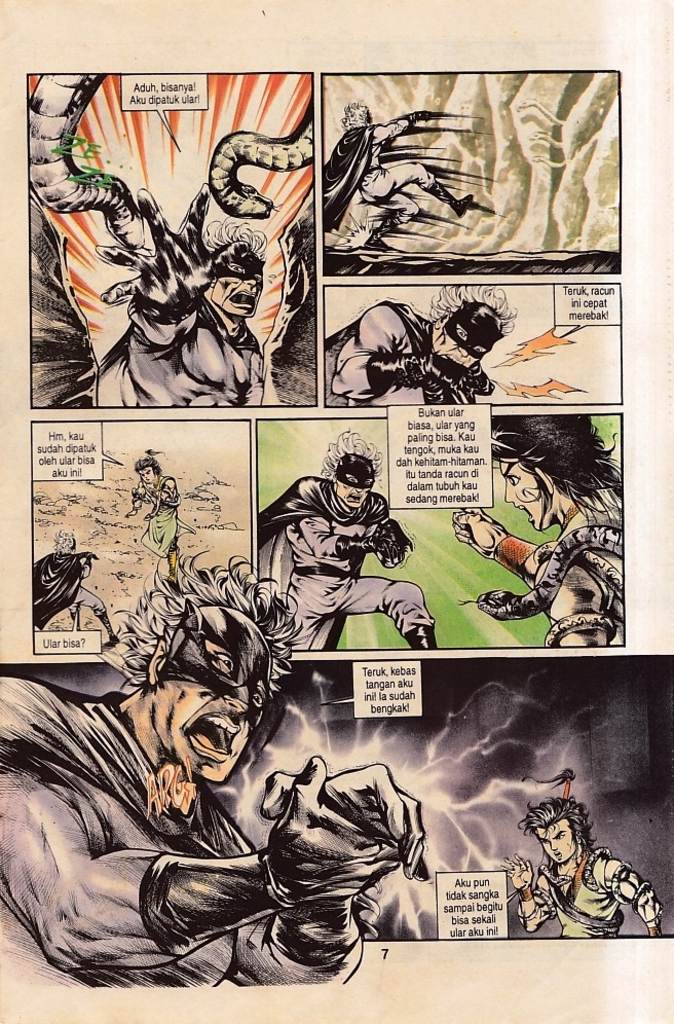 Aduh, bisanya!
Aku dipatuk ular!
Teruk, racun
ini cepat
merebak!
Hm, kau
sudah dipatuk
oleh ular bisa
aku ini!
Ular bisa?
Bukan ular
biasa, ular yang
paling bisa. Kau
tengok, muka kau
dah kehitam-hitaman.
Itu tanda racun di
dalam tubuh kau
sedang merebak!
Teruk, kebas
tangan aku
ini! Ia sudah
bengkak!
ARGH
Aku pun
tidak sangka
sampai begitu
bisa sekali
ular aku ini!
7